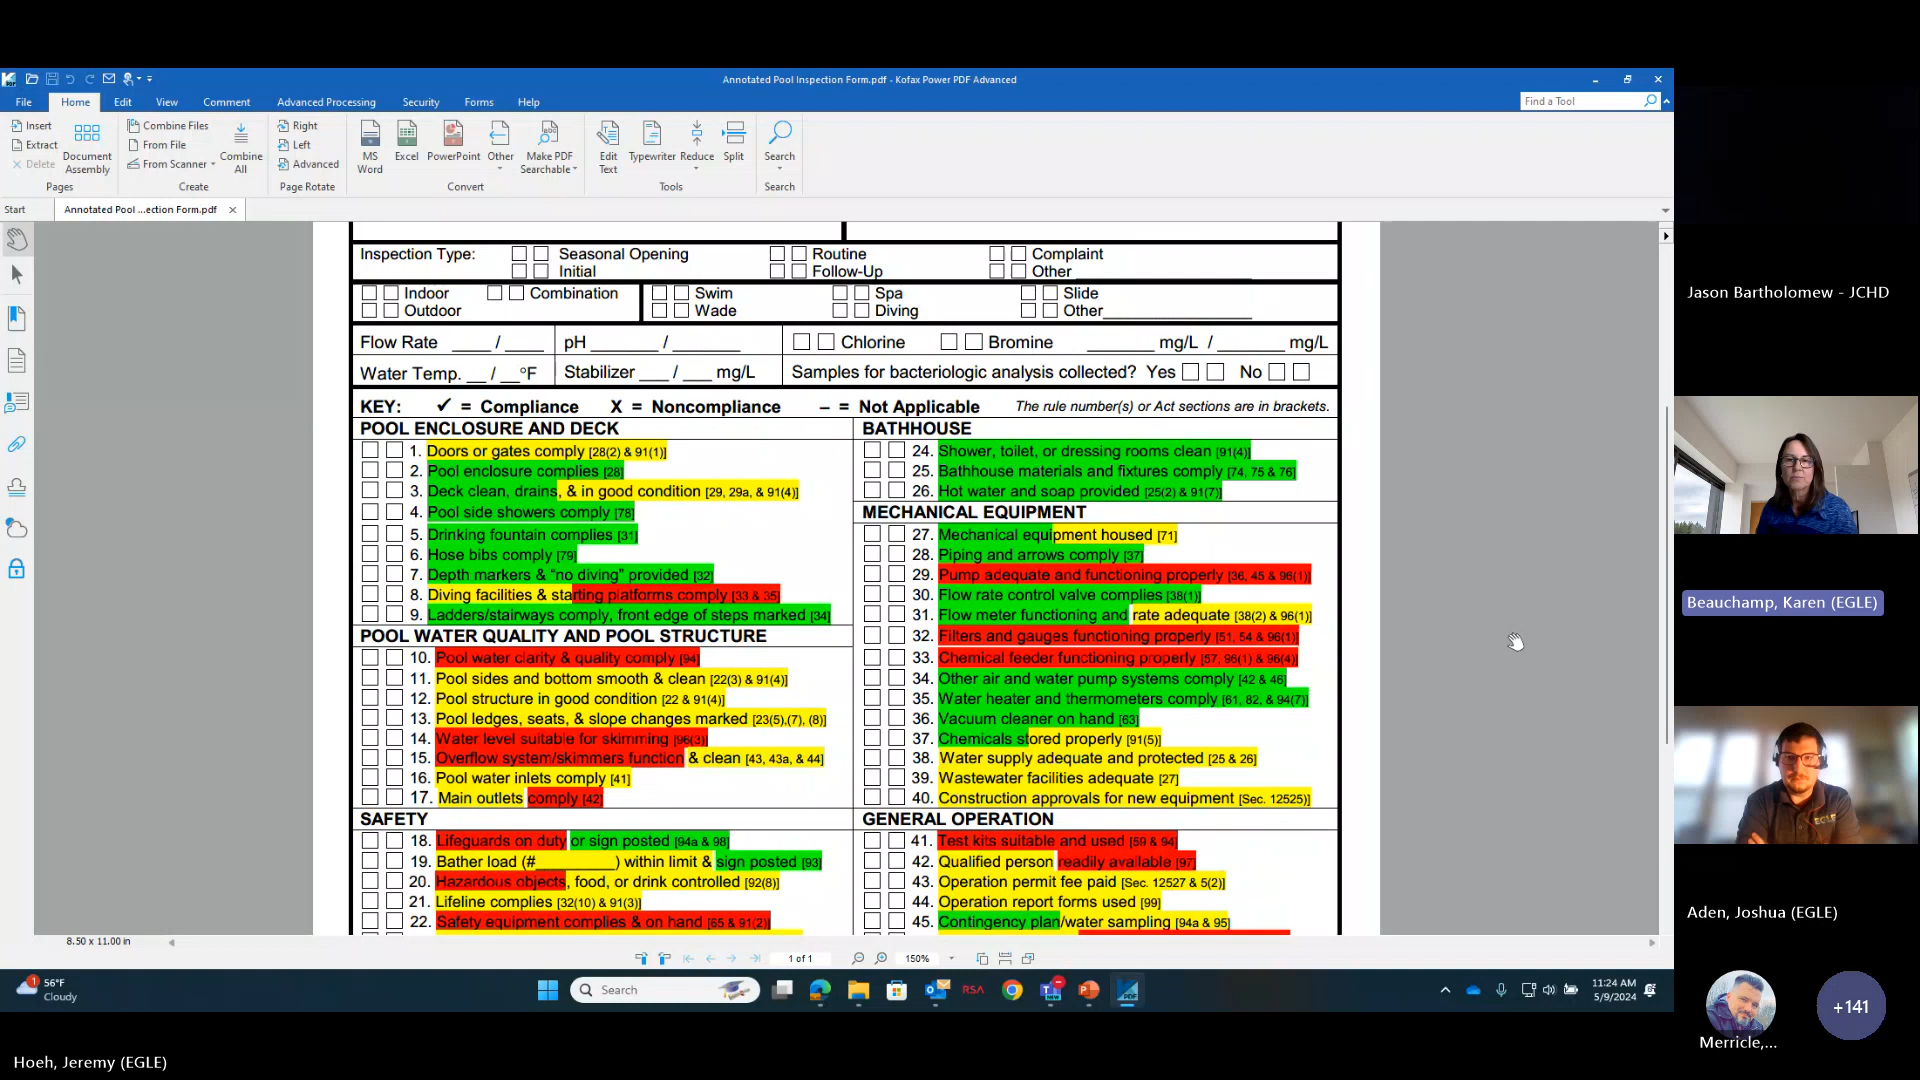 Annotated Pool Inspection Form.pdf - Kofax Power PDF Advanced
File Home Edit View Comment Advanced Processing Security Forms Help
Find a Tool
Insert
Extract
Delete
Document Assembly
Pages
Combine Files
From File
From Scanner
Combine All
Create
Right
Left
Advanced
Page Rotate
MS Word
Excel
PowerPoint
Other
Make PDF Searchable
Convert
Edit Text
Typewriter
Reduce
Split
Tools
Search
Search
Start
Annotated Pool ...ection Form.pdf
Inspection Type: Seasonal Opening Routine Complaint
Initial Follow-Up Other
Indoor Combination Swim Spa Slide
Outdoor Wade Diving Other
Flow Rate ____ / ____ pH _______ / _______ Chlorine Bromine _______ mg/L / _______ mg/L
Water Temp. __ / __°F Stabilizer ___ / ___ mg/L Samples for bacteriologic analysis collected? Yes No
KEY: ✓ = Compliance X = Noncompliance – = Not Applicable The rule number(s) or Act sections are in brackets.
POOL ENCLOSURE AND DECK
1. Doors or gates comply [28(2) & 91(1)]
2. Pool enclosure complies [28]
3. Deck clean, drains, & in good condition [29, 29a, & 91(4)]
4. Pool side showers comply [78]
5. Drinking fountain complies [31]
6. Hose bibs comply [79]
7. Depth markers & “no diving” provided [32]
8. Diving facilities & starting platforms comply [33 & 35]
9. Ladders/stairways comply, front edge of steps marked [34]
POOL WATER QUALITY AND POOL STRUCTURE
10. Pool water clarity & quality comply [94]
11. Pool sides and bottom smooth & clean [22(3) & 91(4)]
12. Pool structure in good condition [22 & 91(4)]
13. Pool ledges, seats, & slope changes marked [23(5),(7), (8)]
14. Water level suitable for skimming [96(3)]
15. Overflow system/skimmers function & clean [43, 43a, & 44]
16. Pool water inlets comply [41]
17. Main outlets comply [42]
SAFETY
18. Lifeguards on duty or sign posted [94a & 98]
19. Bather load (#________) within limit & sign posted [93]
20. Hazardous objects, food, or drink controlled [92(8)]
21. Lifeline complies [32(10) & 91(3)]
22. Safety equipment complies & on hand [65 & 91(2)]
BATHHOUSE
24. Shower, toilet, or dressing rooms clean [91(4)]
25. Bathhouse materials and fixtures comply [74, 75 & 76]
26. Hot water and soap provided [25(2) & 91(7)]
MECHANICAL EQUIPMENT
27. Mechanical equipment housed [71]
28. Piping and arrows comply [37]
29. Pump adequate and functioning properly [36, 45 & 96(1)]
30. Flow rate control valve complies [38(1)]
31. Flow meter functioning and rate adequate [38(2) & 96(1)]
32. Filters and gauges functioning properly [51, 54 & 96(1)]
33. Chemical feeder functioning properly [57, 96(1) & 96(4)]
34. Other air and water pump systems comply [42 & 46]
35. Water heater and thermometers comply [61, 82, & 94(7)]
36. Vacuum cleaner on hand [63]
37. Chemicals stored properly [91(5)]
38. Water supply adequate and protected [25 & 26]
39. Wastewater facilities adequate [27]
40. Construction approvals for new equipment [Sec. 12525)]
GENERAL OPERATION
41. Test kits suitable and used [59 & 94]
42. Qualified person readily available [97]
43. Operation permit fee paid [Sec. 12527 & 5(2)]
44. Operation report forms used [99]
45. Contingency plan/water sampling [94a & 95]
8.50 x 11.00 in
1 of 1
150%
1
56°F
Cloudy
Search
RSA
11:24 AM
5/9/2024
Jason Bartholomew - JCHD
Beauchamp, Karen (EGLE)
EGLE
Aden, Joshua (EGLE)
Merricle,...
+141
Hoeh, Jeremy (EGLE)